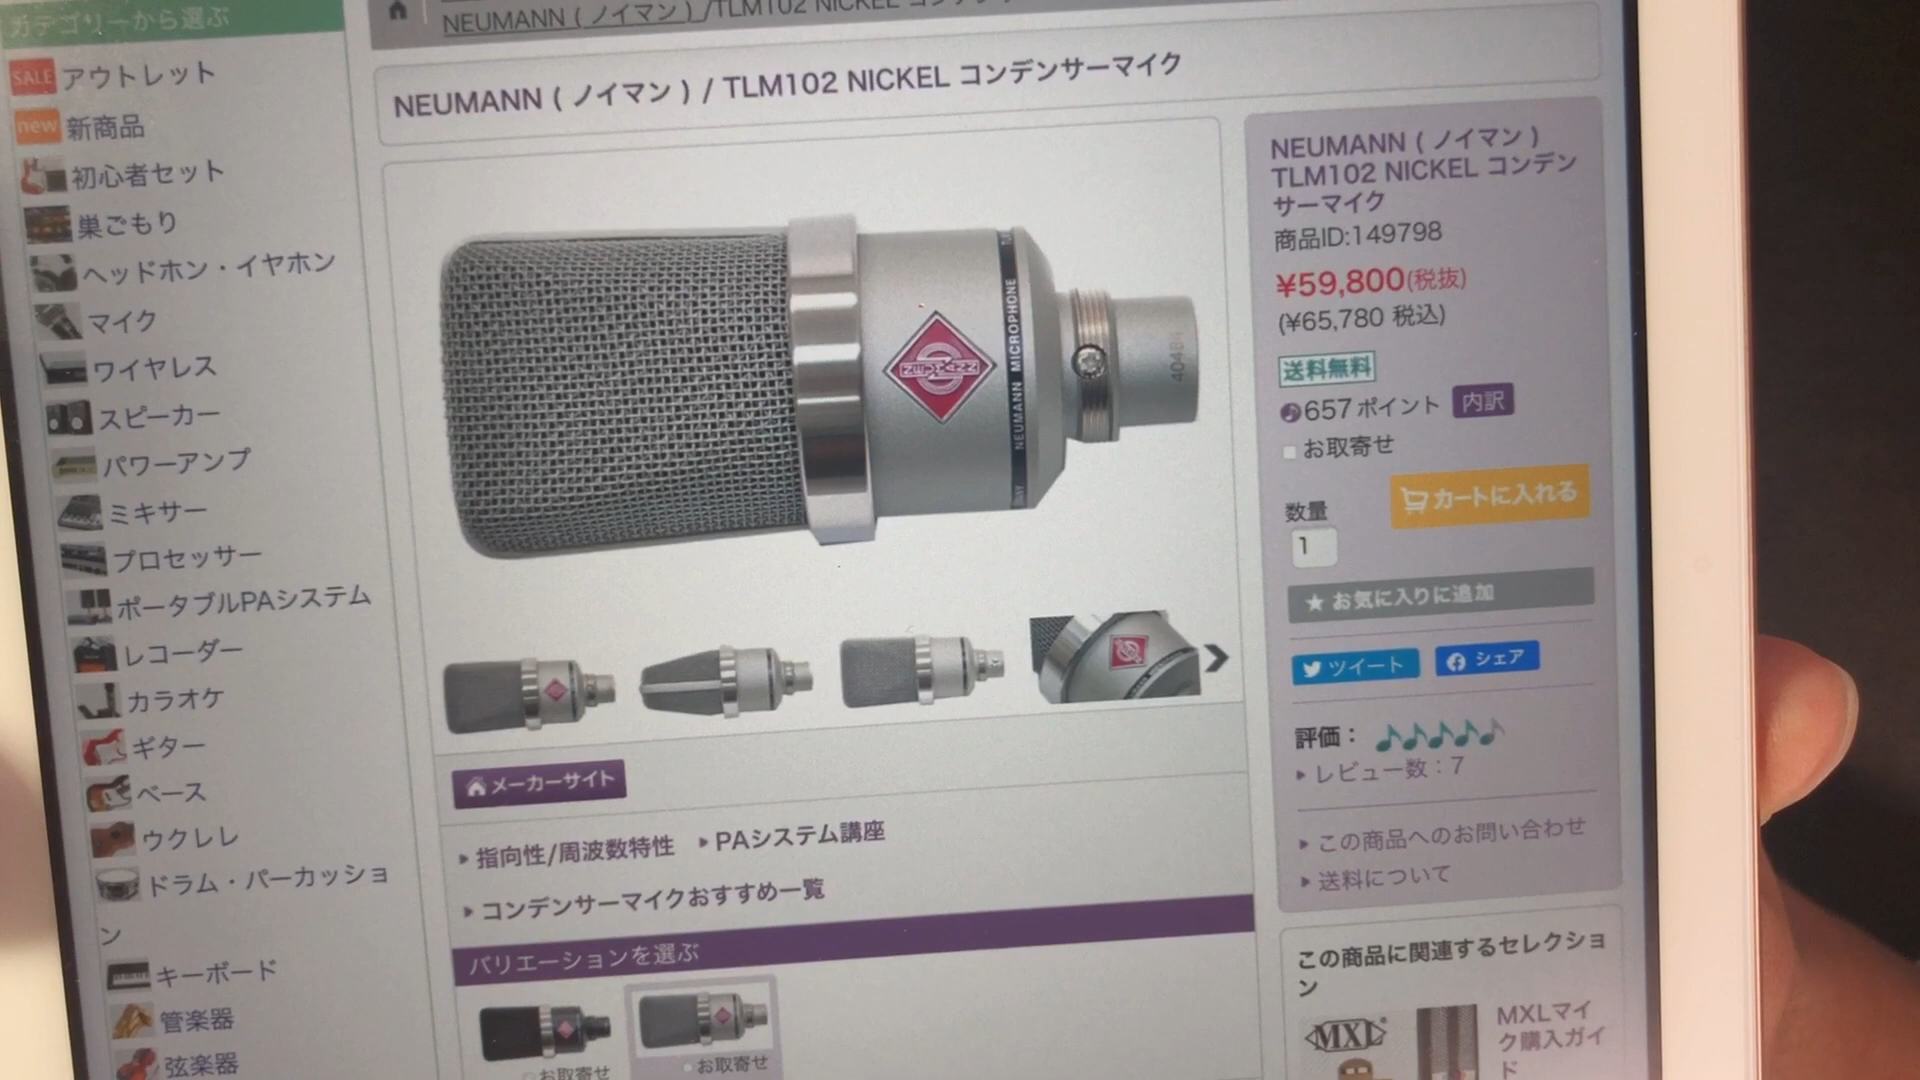 カテゴリーから選ぶ
SALE アウトレット
new 新商品
初心者セット
巣ごもり
ヘッドホン・イヤホン
マイク
ワイヤレス
スピーカー
パワーアンプ
ミキサー
プロセッサー
ポータブルPAシステム
レコーダー
カラオケ
ギター
ベース
ウクレレ
ドラム・パーカッショ
ン
キーボード
管楽器
弦楽器
NEUMANN ( ノイマン ) /TLM102 NICKEL
NEUMANN ( ノイマン ) / TLM102 NICKEL コンデンサーマイク
NEUMANN
NEUMANN MICROPHONE
メーカーサイト
指向性/周波数特性 PAシステム講座
コンデンサーマイクおすすめ一覧
バリエーションを選ぶ
お取寄せ
お取寄せ
NEUMANN ( ノイマン )
TLM102 NICKEL コンデン
サーマイク
商品ID:149798
¥59,800(税抜)
(¥65,780 税込)
送料無料
657ポイント 内訳
お取寄せ
数量
1
カートに入れる
★ お気に入りに追加
ツイート シェア
評価：
レビュー数：7
この商品へのお問い合わせ
送料について
この商品に関連するセレクショ
ン
MXL
MXLマイ
ク購入ガイ
ド